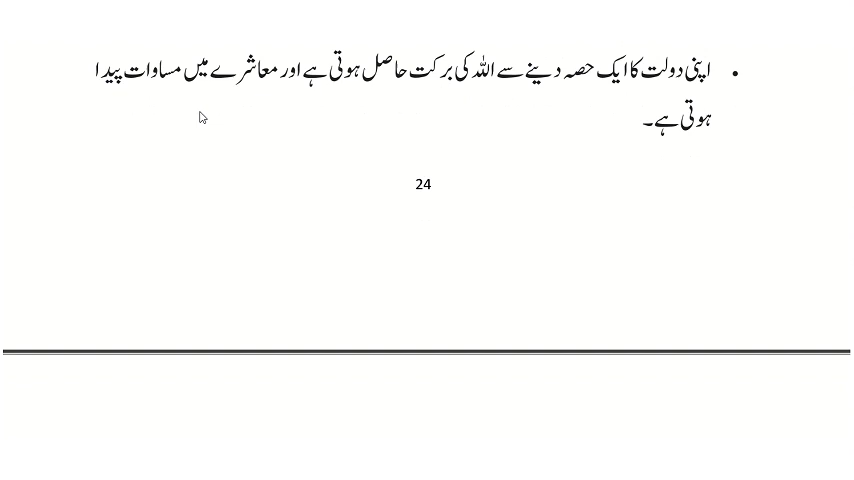 • اپنی دولت کا ایک حصہ دینے سے اللہ کی برکت حاصل ہوتی ہے اور معاشرے میں مساوات پیدا
ہوتی ہے۔
24